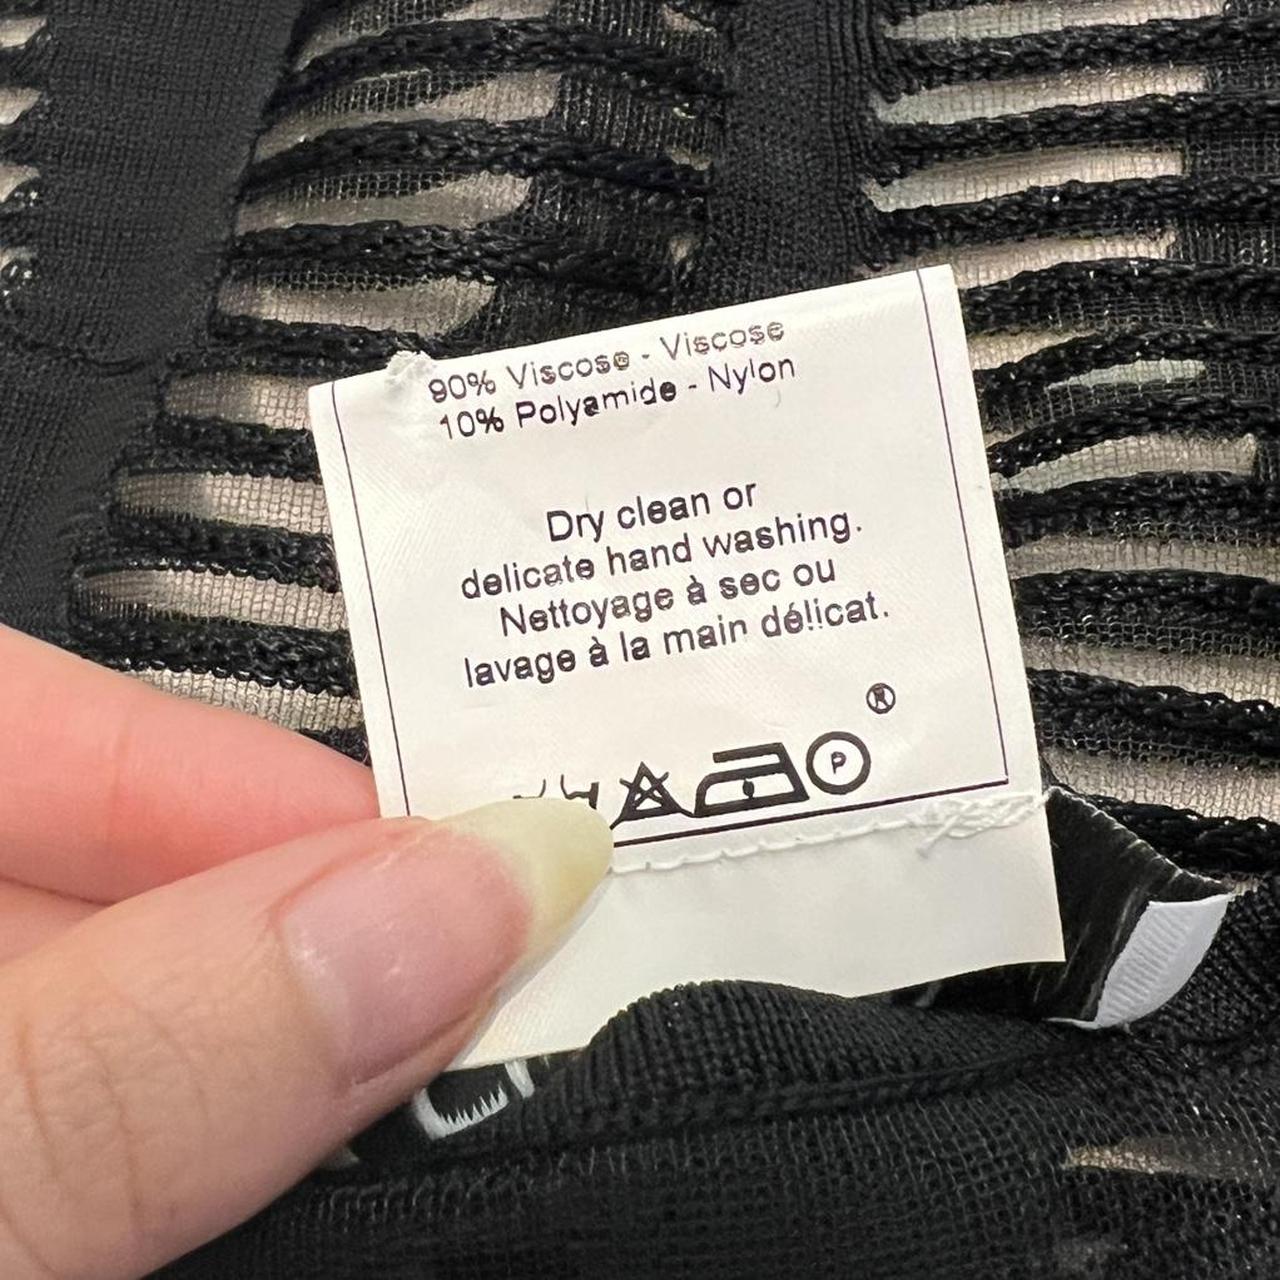 90% Viscose - Viscose
10% Polyamide - Nylon
Dry clean or
delicate hand washing.
Nettoyage à sec ou
lavage à la main délicat.
®
P